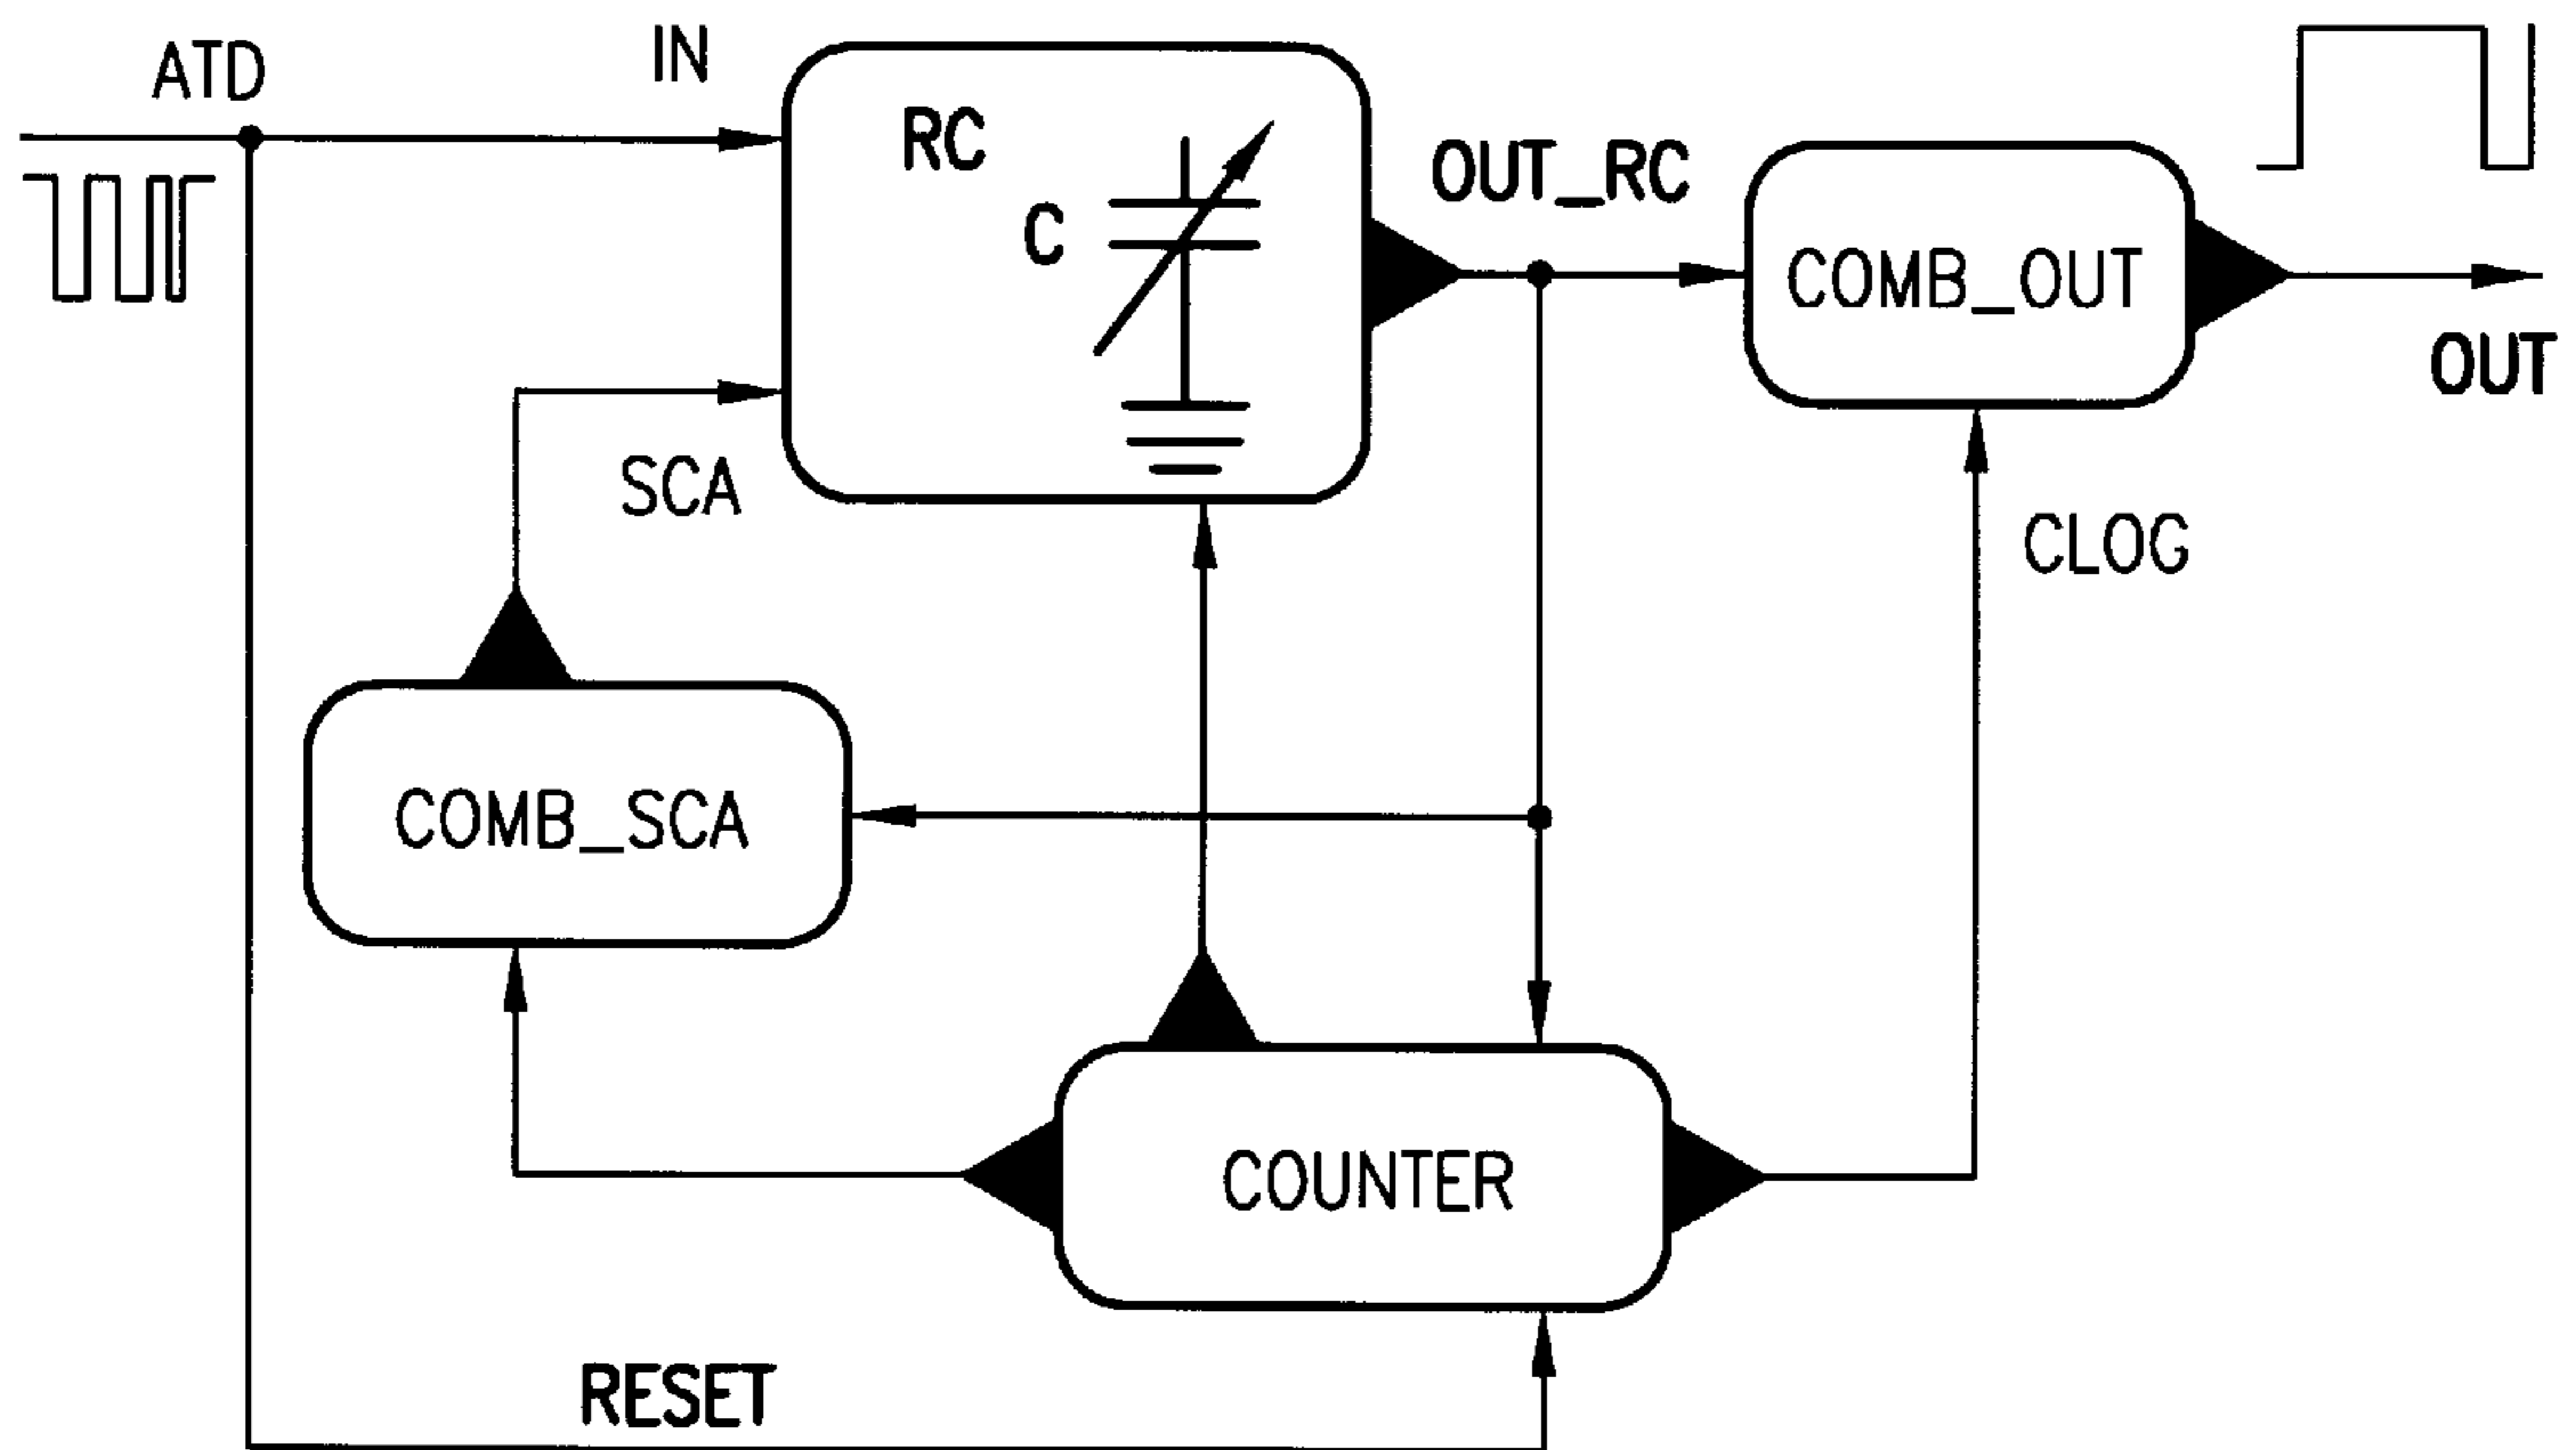 ATD
IN
RC
C
OUT_RC
COMB_OUT
OUT
SCA
CLOG
COMB_SCA
COUNTER
RESET